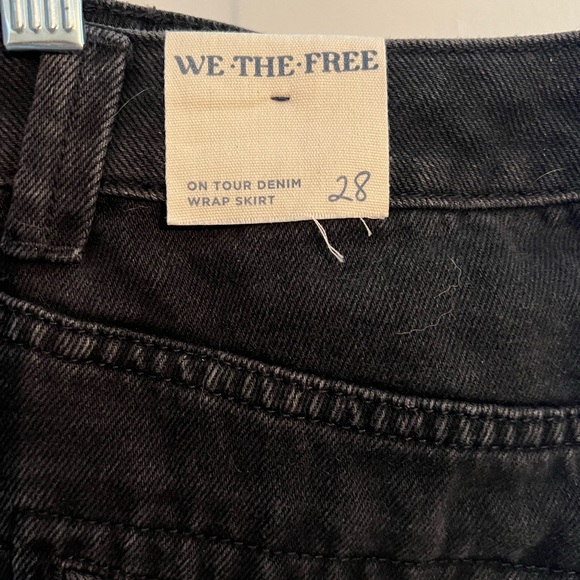 WE·THE·FREE
ON TOUR DENIM
WRAP SKIRT 28